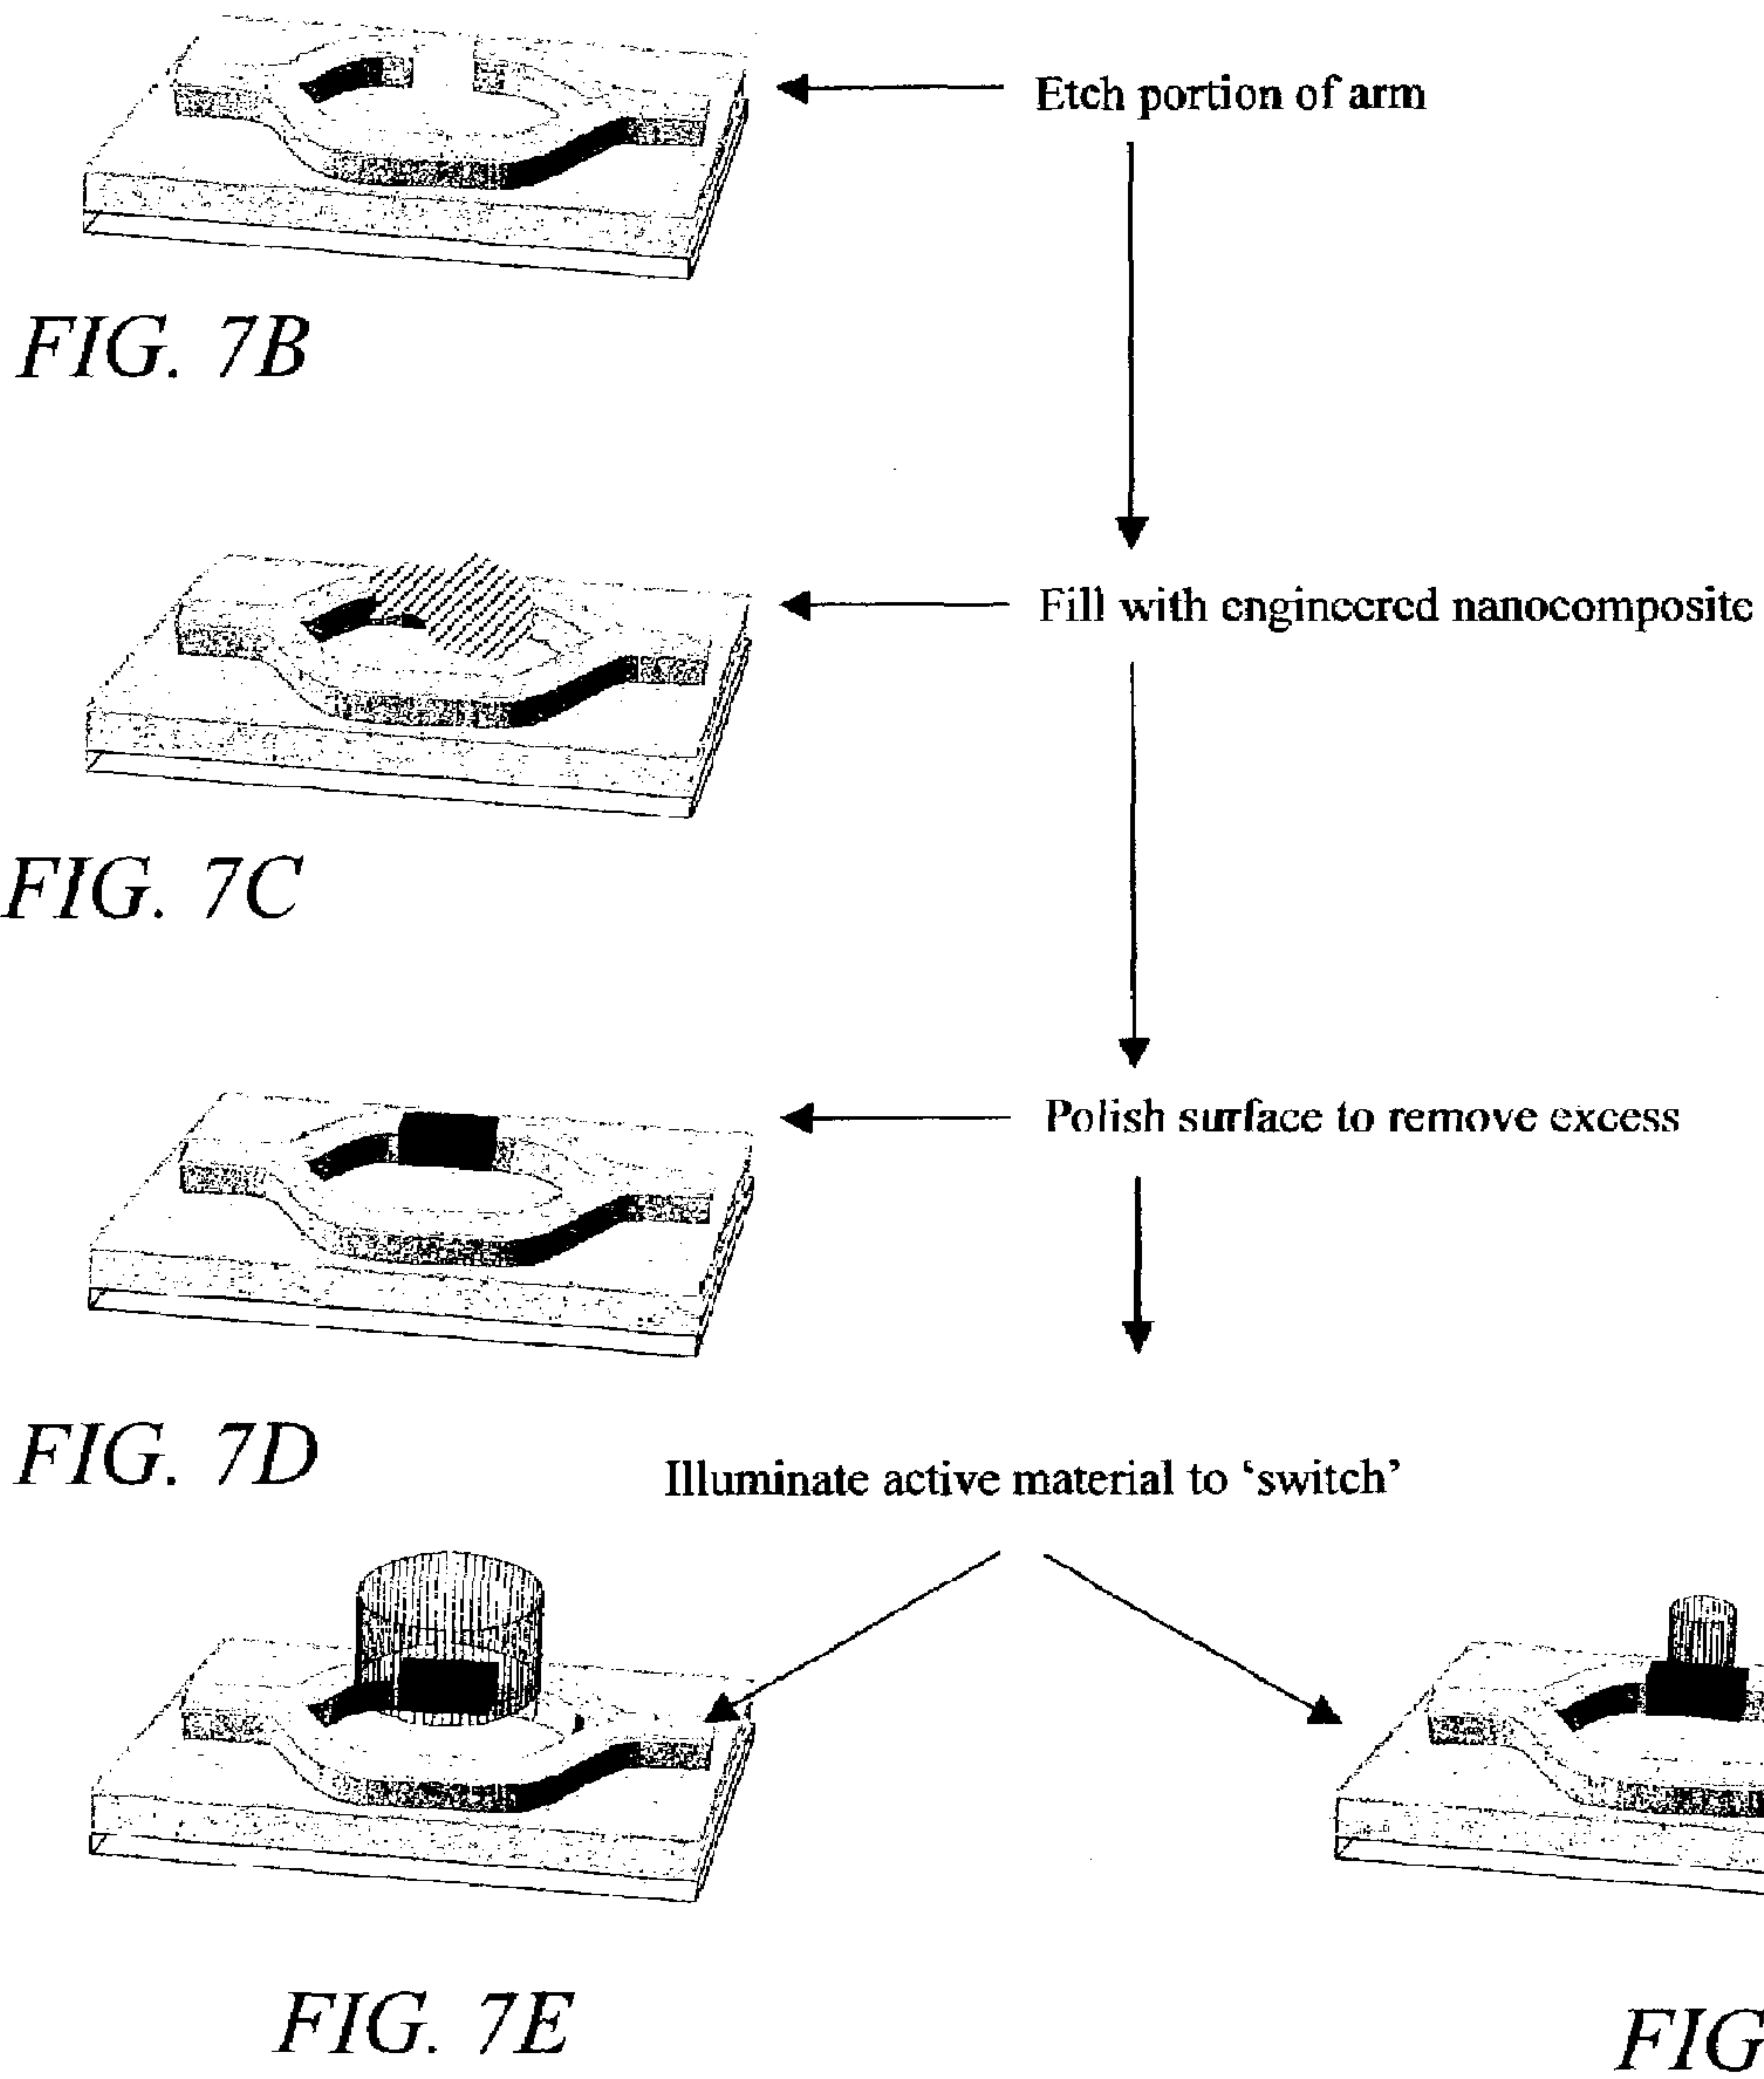 Etch portion of arm
FIG. 7B
Fill with engineered nanocomposite
FIG. 7C
Polish surface to remove excess
FIG. 7D
Illuminate active material to ‘switch’
FIG. 7E
FIG